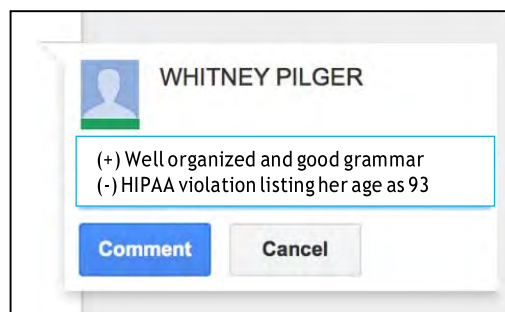 WHITNEY PILGER
(+) Well organized and good grammar
(-) HIPAA violation listing her age as 93
Comment
Cancel